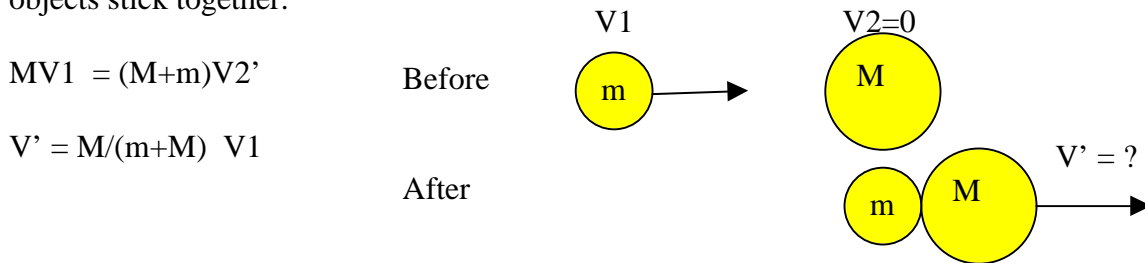 objects stick together.
V1
V2=0
MV1 = (M+m)V2’
Before
m
M
V’ = M/(m+M) V1
V’ = ?
After
m
M